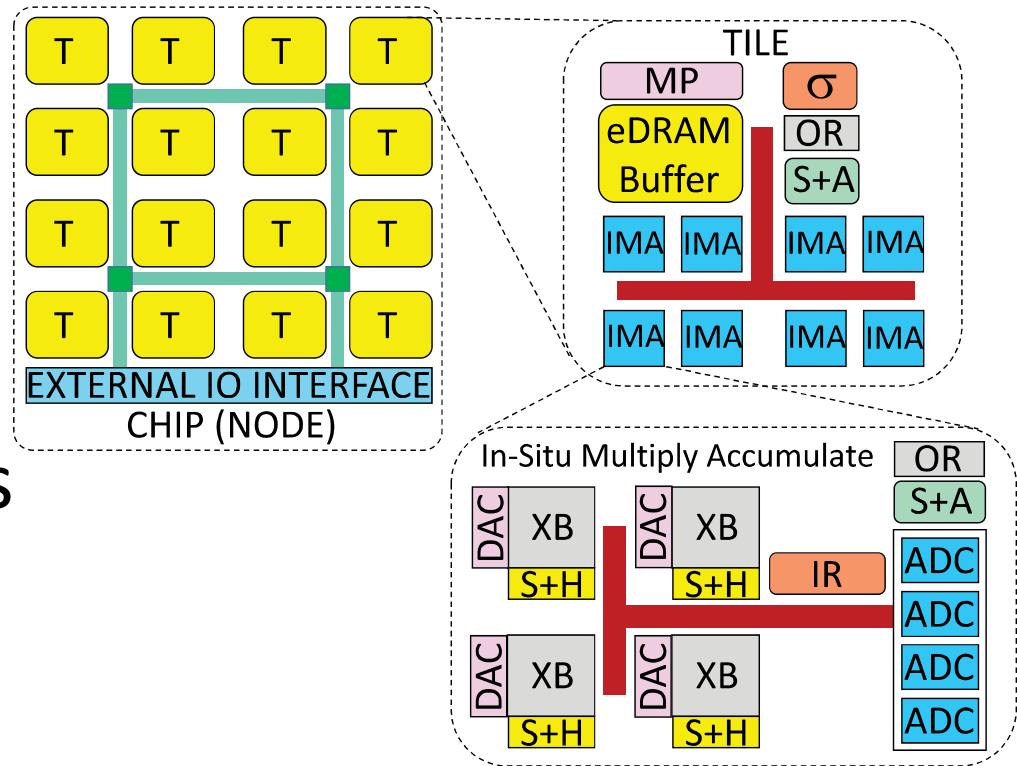 T T T T
T T T T
T T T T
T T T T
EXTERNAL IO INTERFACE
CHIP (NODE)
TILE
MP
σ
eDRAM
Buffer
OR
S+A
IMA IMA IMA IMA
IMA IMA IMA IMA
s
In-Situ Multiply Accumulate
OR
S+A
DAC XB DAC XB
S+H S+H
IR
ADC
ADC
DAC XB DAC XB
S+H S+H
ADC
ADC